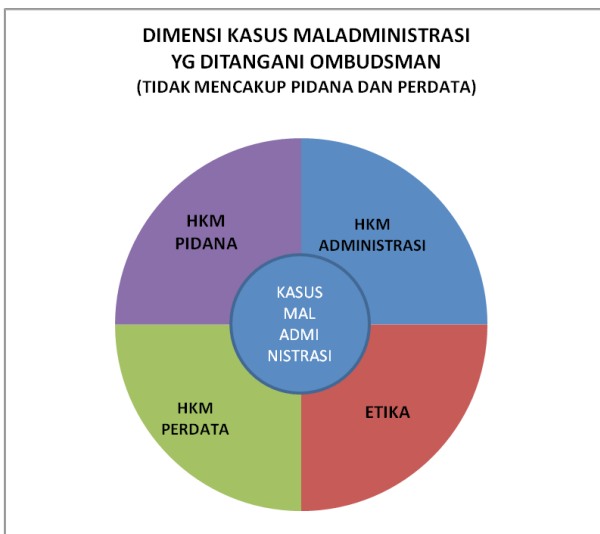 DIMENSI KASUS MALADMINISTRASI
YG DITANGANI OMBUDSMAN
(TIDAK MENCAKUP PIDANA DAN PERDATA)
HKM
PIDANA
HKM
ADMINISTRASI
KASUS
MAL
ADMI
NISTRASI
HKM
PERDATA
ETIKA